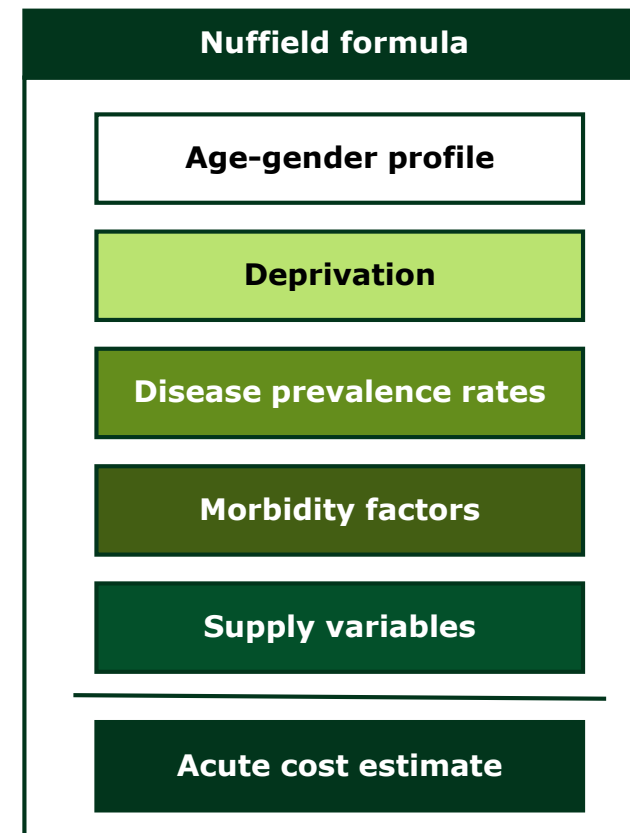 Nuffield formula
Age-gender profile
Deprivation
Disease prevalence rates
Morbidity factors
Supply variables
Acute cost estimate